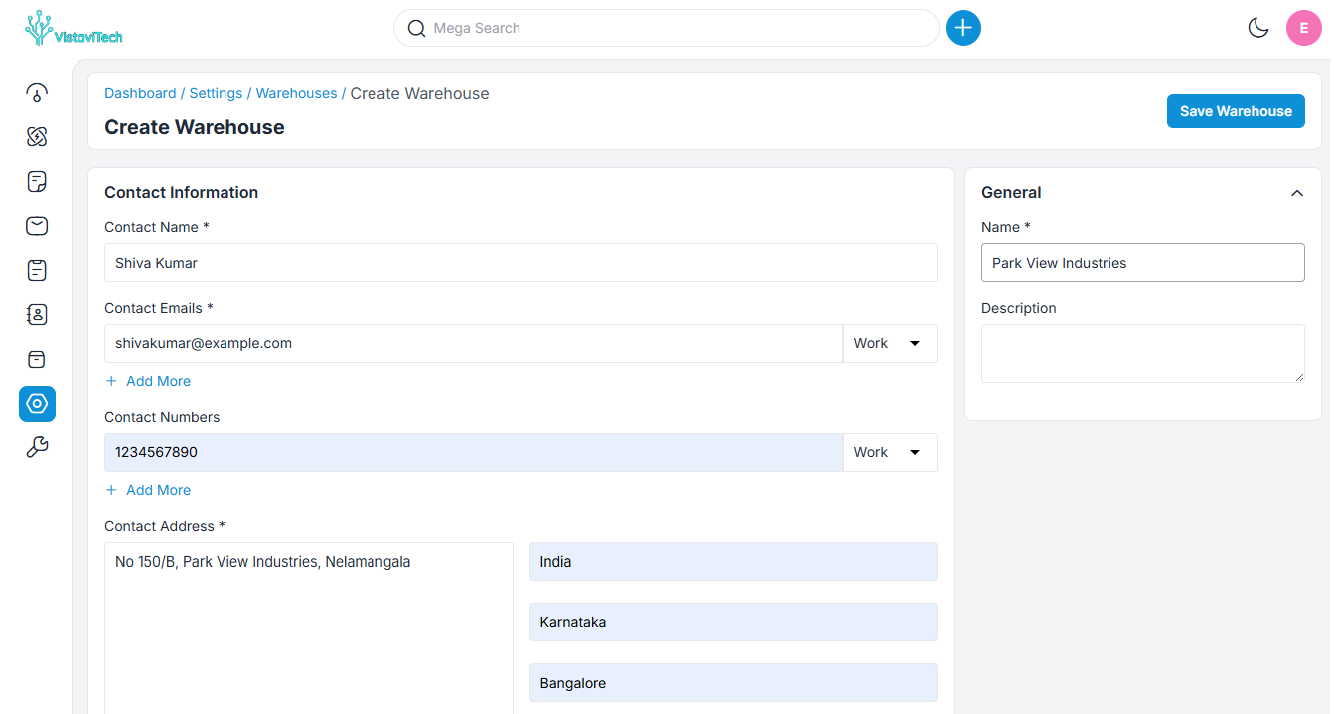 VistaviTech
Mega Search
E
Dashboard / Settings / Warehouses / Create Warehouse
Create Warehouse
Save Warehouse
Contact Information
Contact Name *
Shiva Kumar
Contact Emails *
shivakumar@example.com
Work
+ Add More
Contact Numbers
1234567890
Work
+ Add More
Contact Address *
No 150/B, Park View Industries, Nelamangala
India
Karnataka
Bangalore
General
Name *
Park View Industries
Description